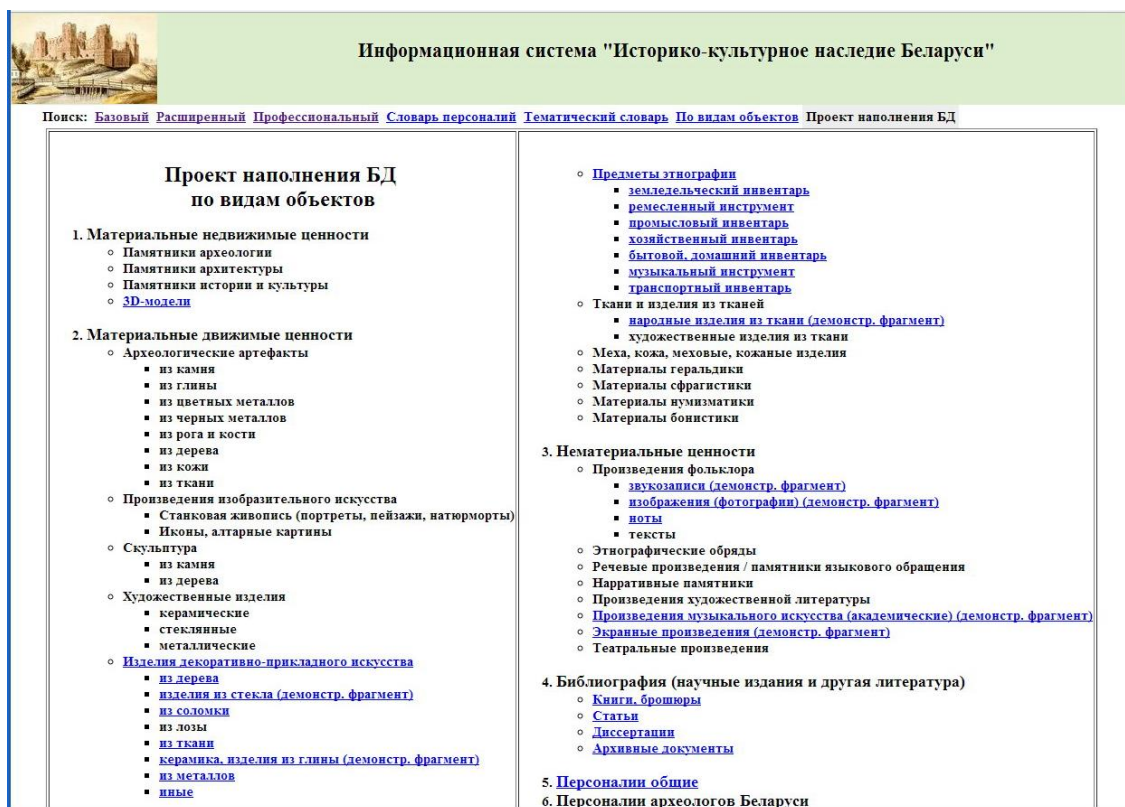 Информационная система "Историко-культурное наследие Беларуси"
Поиск: Базовый Расширенный Профессиональный Словарь персоналий Тематический словарь По видам объектов Проект наполнения БД
Проект наполнения БД
по видам объектов
1. Материальные недвижимые ценности
Памятники археологии
Памятники архитектуры
Памятники истории и культуры
3D-модели
2. Материальные движимые ценности
Археологические артефакты
из камня
из глины
из цветных металлов
из черных металлов
из рога и кости
из дерева
из кожи
из ткани
Произведения изобразительного искусства
Станковая живопись (портреты, пейзажи, натюрморты)
Иконы, алтарные картины
Скульптура
из камня
из дерева
Художественные изделия
керамические
стеклянные
металлические
Изделия декоративно-прикладного искусства
из дерева
изделия из стекла (демонстр. фрагмент)
из соломки
из лозы
из ткани
керамика, изделия из глины (демонстр. фрагмент)
из металлов
иные
Предметы этнографии
земледельческий инвентарь
ремесленный инструмент
промысловый инвентарь
хозяйственный инвентарь
бытовой, домашний инвентарь
музыкальный инструмент
транспортный инвентарь
Ткани и изделия из тканей
народные изделия из ткани (демонстр. фрагмент)
художественные изделия из ткани
Меха, кожа, меховые, кожаные изделия
Материалы геральдики
Материалы сфрагистики
Материалы нумизматики
Материалы бонистики
3. Нематериальные ценности
Произведения фольклора
звукозаписи (демонстр. фрагмент)
изображения (фотографии) (демонстр. фрагмент)
ноты
тексты
Этнографические обряды
Речевые произведения / памятники языкового обращения
Нарративные памятники
Произведения художественной литературы
Произведения музыкального искусства (академические) (демонстр. фрагмент)
Экранные произведения (демонстр. фрагмент)
Театральные произведения
4. Библиография (научные издания и другая литература)
Книги, брошюры
Статьи
Диссертации
Архивные документы
5. Персоналии общие
6. Персоналии археологов Беларуси